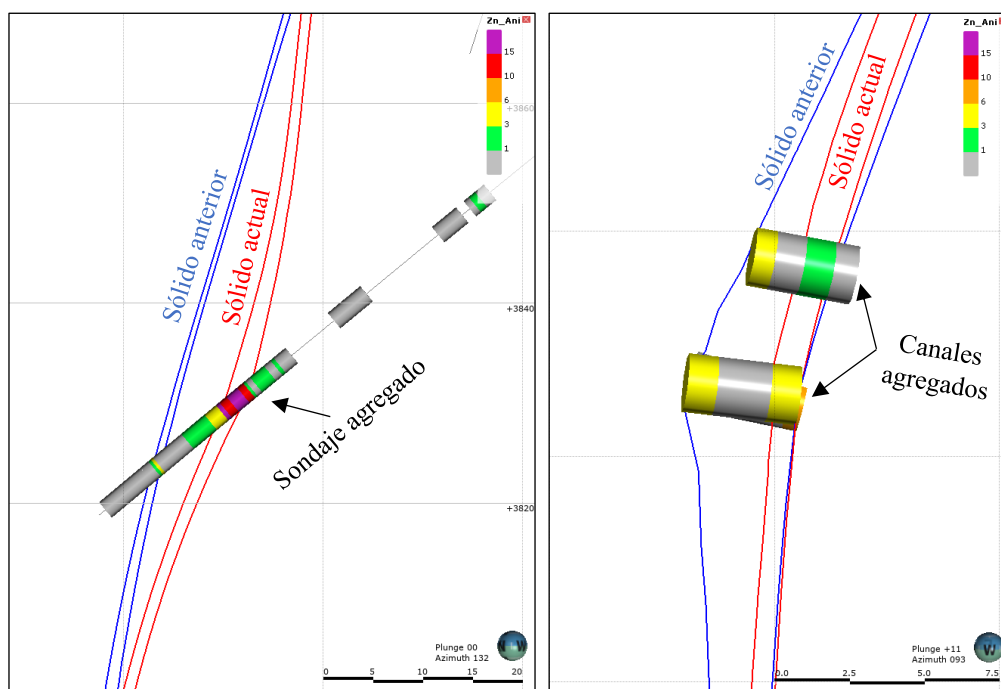 Zn_Ani
15
10
6
3
1
+3860
Sólido anterior
Sólido actual
+3840
Sondaje agregado
+3820
Plunge 00
Azimuth 132
0
5
10
15
20
Zn_Ani
15
10
6
3
1
Sólido anterior
Sólido actual
Canales
agregados
Plunge +11
Azimuth 093
0.0
2.5
5.0
7.5